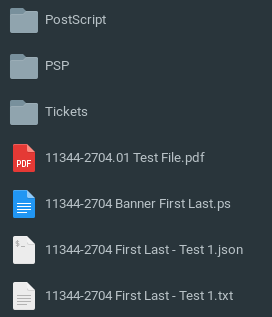 PostScript
PSP
Tickets
11344-2704.01 Test File.pdf
11344-2704 Banner First Last.ps
11344-2704 First Last - Test 1.json
11344-2704 First Last - Test 1.txt